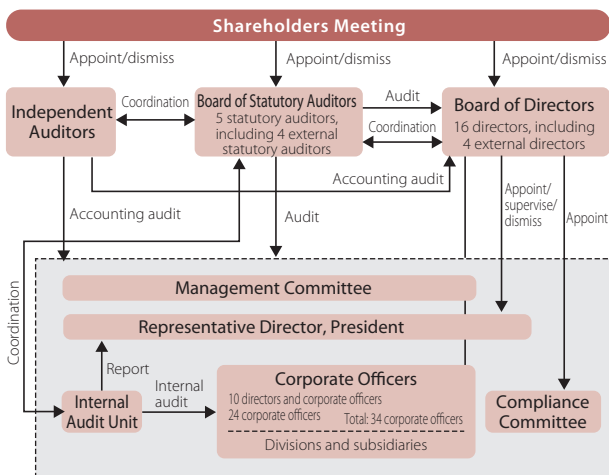 Shareholders Meeting
Appoint/dismiss
Appoint/dismiss
Appoint/dismiss
Independent
Auditors
Coordination
Board of Statutory Auditors
5 statutory auditors,
including 4 external
statutory auditors
Audit
Coordination
Board of Directors
16 directors, including
4 external directors
Accounting audit
Accounting audit
Audit
Appoint/
supervise/
dismiss
Appoint
Coordination
Management Committee
Representative Director, President
Report
Internal
audit
Internal
Audit Unit
Corporate Officers
10 directors and corporate officers
24 corporate officers Total: 34 corporate officers
Divisions and subsidiaries
Compliance
Committee